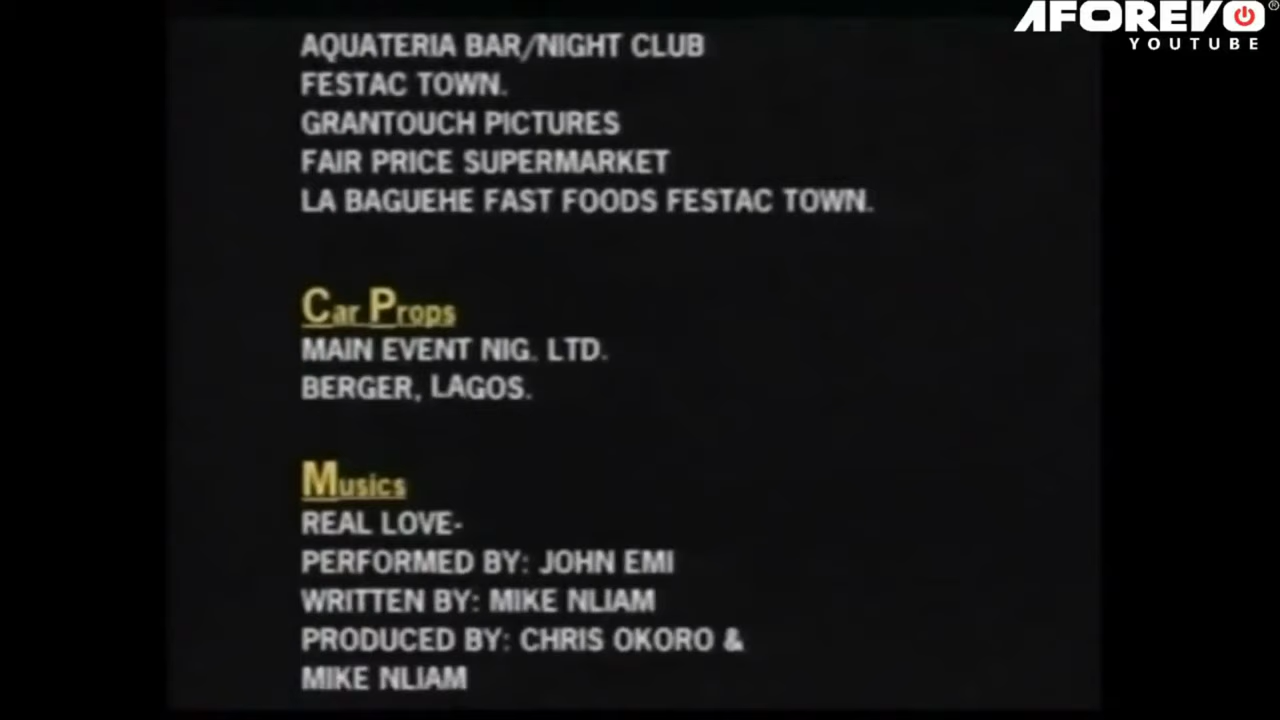 AFOREVO®
YOUTUBE
AQUATERIA BAR/NIGHT CLUB
FESTAC TOWN.
GRANTOUCH PICTURES
FAIR PRICE SUPERMARKET
LA BAGUEHE FAST FOODS FESTAC TOWN.
Car Props
MAIN EVENT NIG. LTD.
BERGER, LAGOS.
Musics
REAL LOVE-
PERFORMED BY: JOHN EMI
WRITTEN BY: MIKE NLIAM
PRODUCED BY: CHRIS OKORO &
MIKE NLIAM